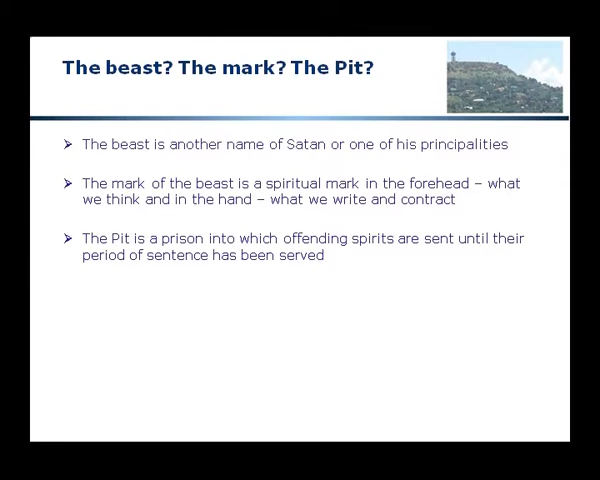 The beast? The mark? The Pit?
The beast is another name of Satan or one of his principalities
The mark of the beast is a spiritual mark in the forehead – what
we think and in the hand – what we write and contract
The Pit is a prison into which offending spirits are sent until their
period of sentence has been served